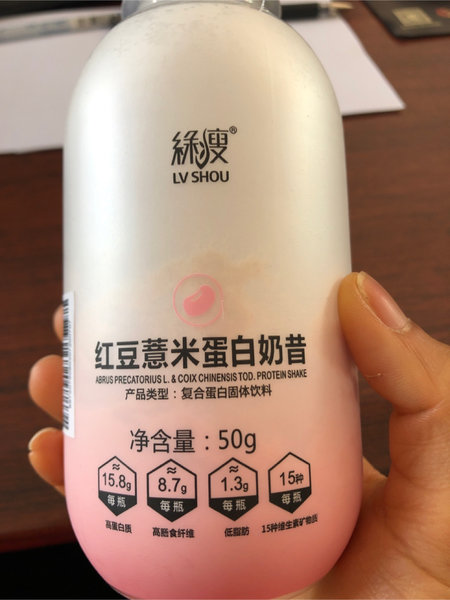 綠瘦®
LV SHOU
红豆薏米蛋白奶昔
ABRUS PRECATORIUS L. & COIX CHINENSIS TOD. PROTEIN SHAKE
产品类型：复合蛋白固体饮料
净含量：50g
≈ ≈ ≈
15.8g 8.7g 1.3g 15种
每瓶 每瓶 每瓶 每瓶
高蛋白质 高膳食纤维 低脂肪 15种维生素矿物质